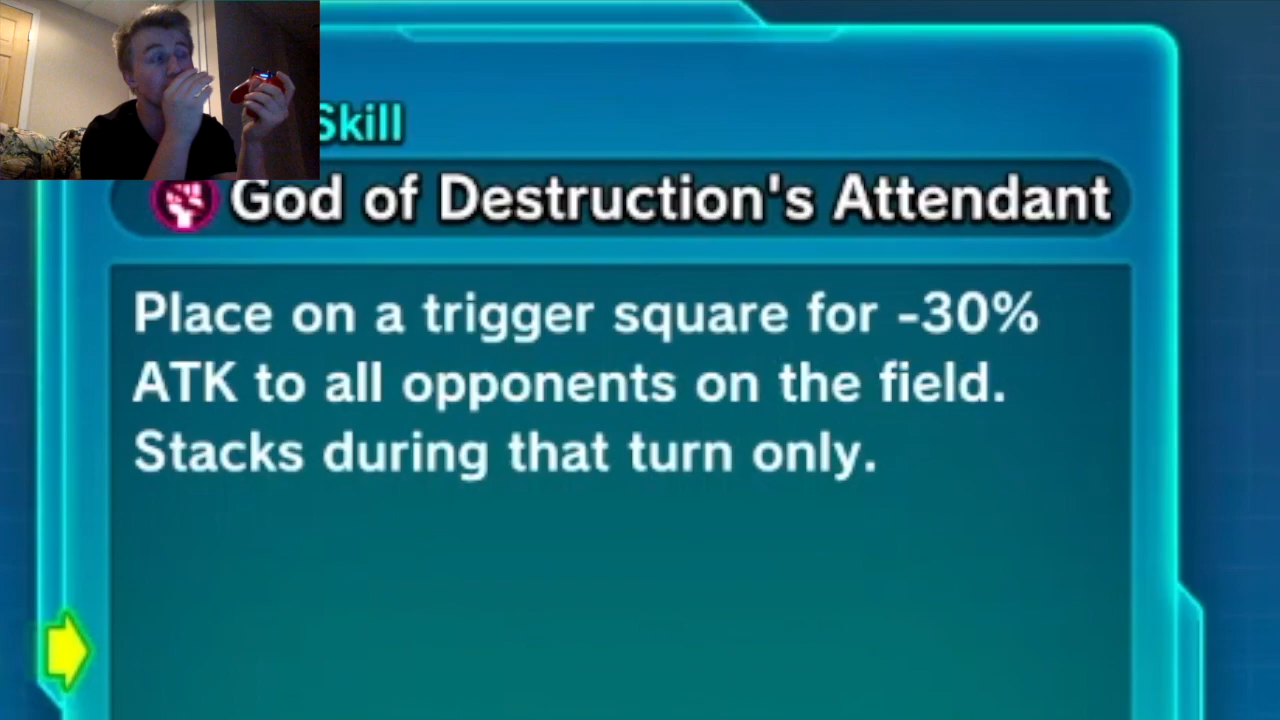 Skill
God of Destruction's Attendant
Place on a trigger square for -30%
ATK to all opponents on the field.
Stacks during that turn only.